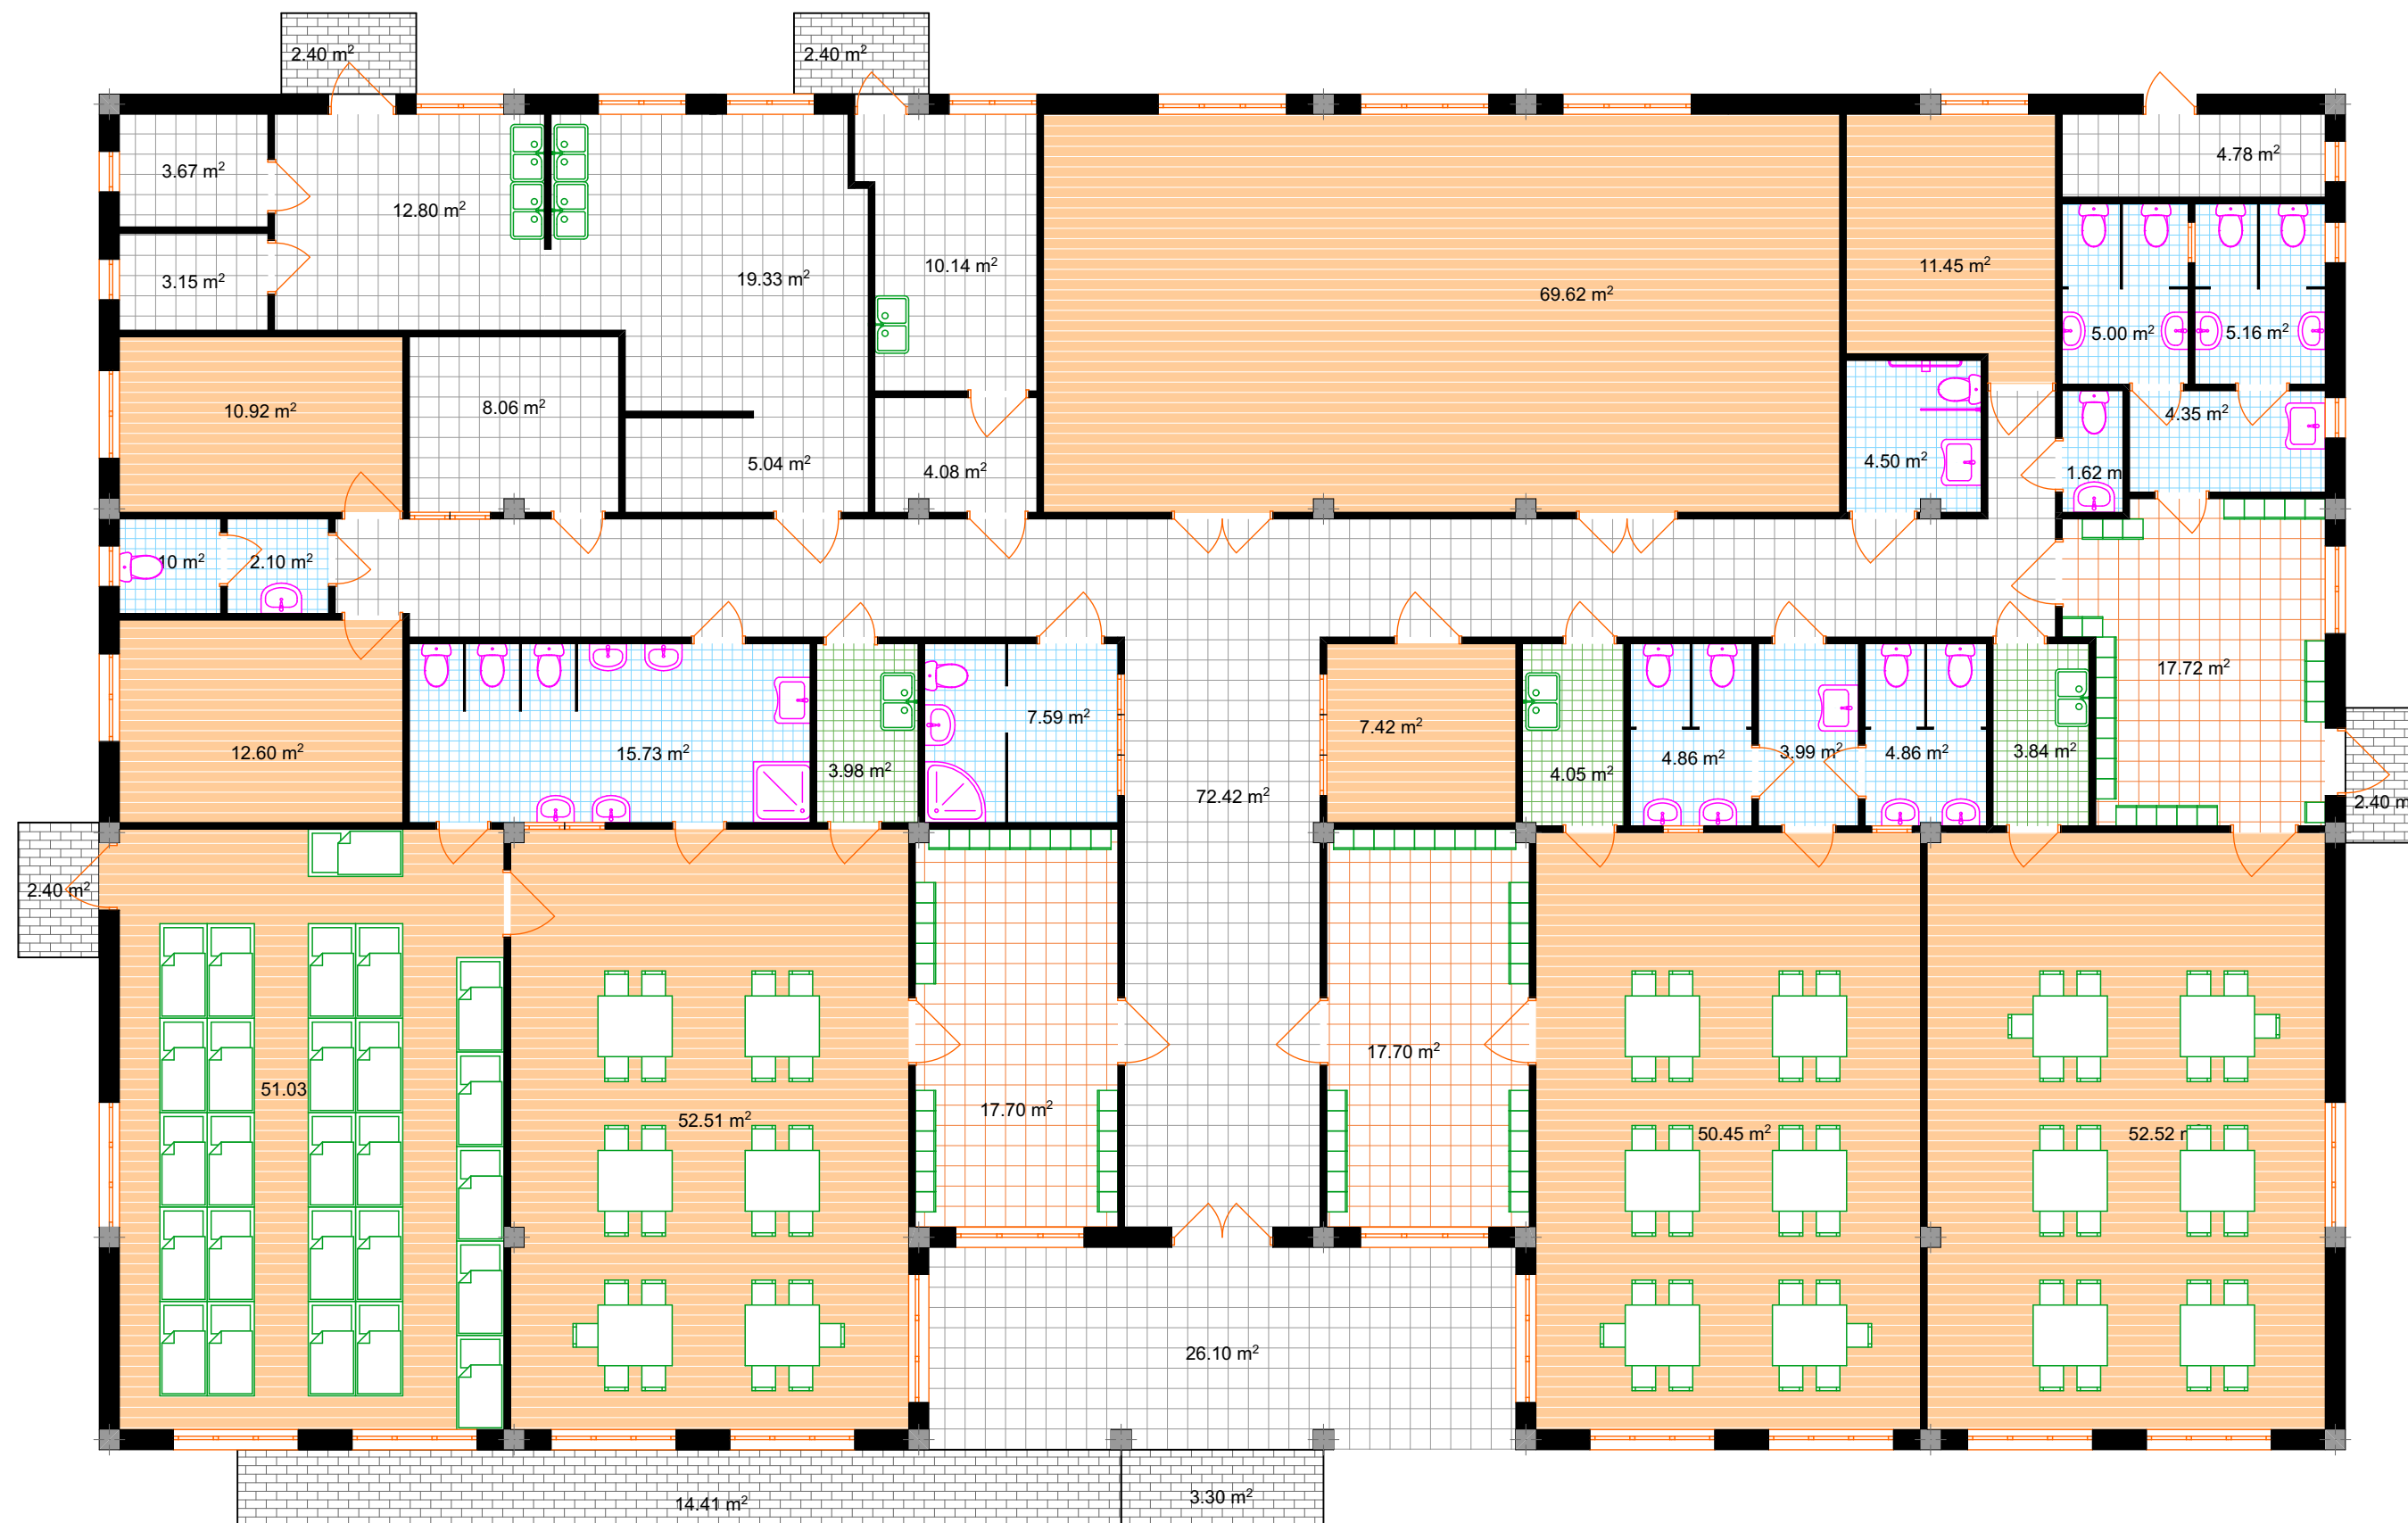 2.40 m²
2.40 m²
4.78 m²
3.67 m²
12.80 m²
3.15 m²
19.33 m²
10.14 m²
69.62 m²
11.45 m²
5.00 m²
5.16 m²
10.92 m²
8.06 m²
4.35 m²
5.04 m²
4.08 m²
4.50 m²
1.62 m
10 m²
2.10 m²
17.72 m²
12.60 m²
15.73 m²
3.98 m²
7.59 m²
72.42 m²
7.42 m²
4.05 m²
4.86 m²
3.99 m²
4.86 m²
3.84 m²
2.40 m
2.40 m²
51.03
52.51 m²
17.70 m²
17.70 m²
50.45 m²
52.52 m²
26.10 m²
14.41 m²
3.30 m²